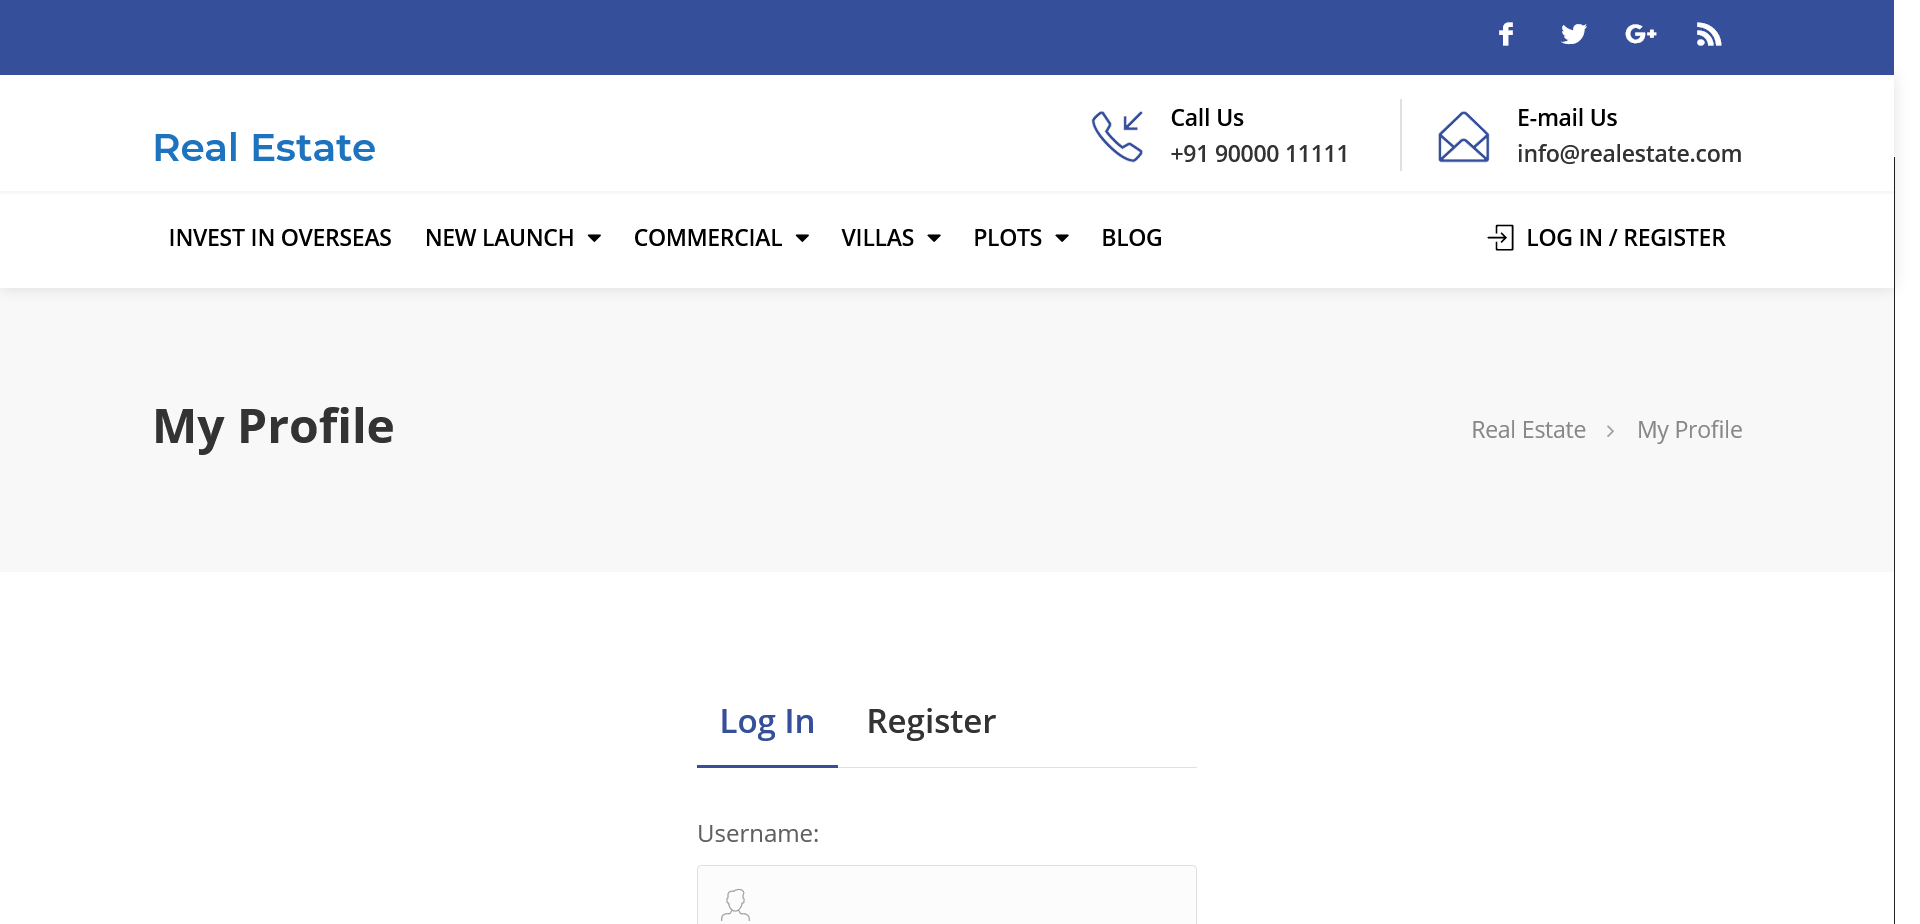 Real Estate
Call Us
+91 90000 11111
E-mail Us
info@realestate.com
INVEST IN OVERSEAS
NEW LAUNCH
COMMERCIAL
VILLAS
PLOTS
BLOG
LOG IN / REGISTER
My Profile
Real Estate > My Profile
Log In
Register
Username: